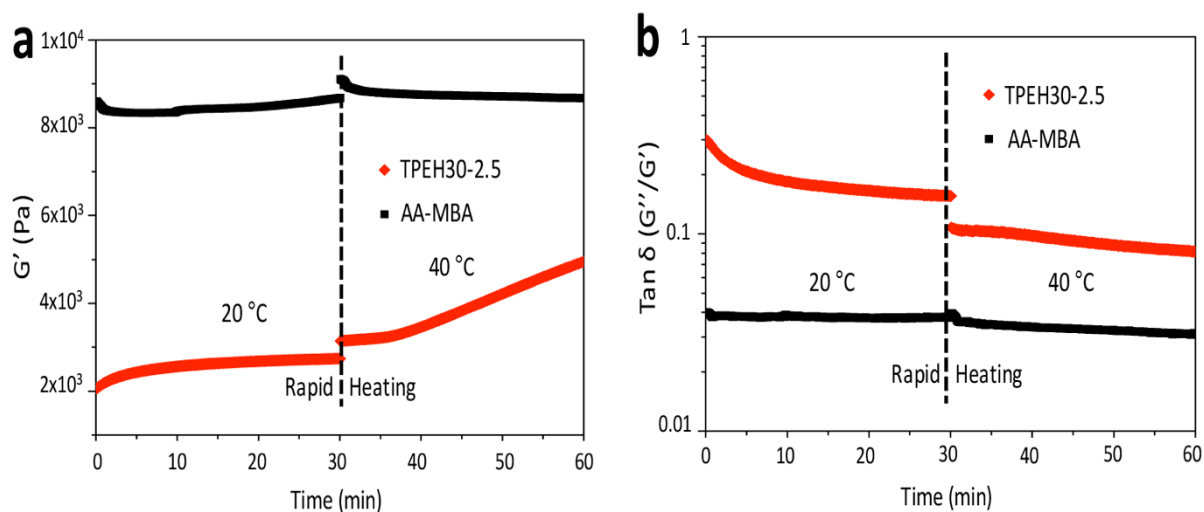 a
1x10⁴
8x10³
6x10³
4x10³
2x10³
G' (Pa)
TPEH30-2.5
AA-MBA
20 °C
40 °C
Rapid Heating
0 10 20 30 40 50 60
Time (min)
b
1
0.1
0.01
Tan δ (G''/G')
TPEH30-2.5
AA-MBA
20 °C
40 °C
Rapid Heating
0 10 20 30 40 50 60
Time (min)